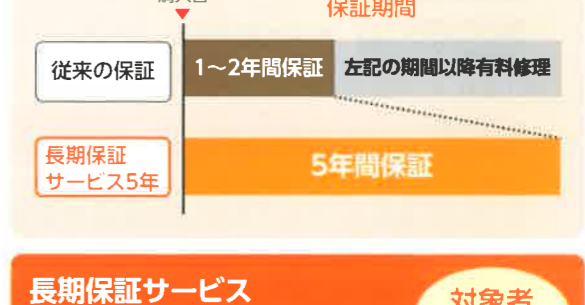 保証期間
従来の保証
1～2年間保証
左記の期間以降有料修理
長期保証
サービス5年
5年間保証
長期保証サービス
対象者